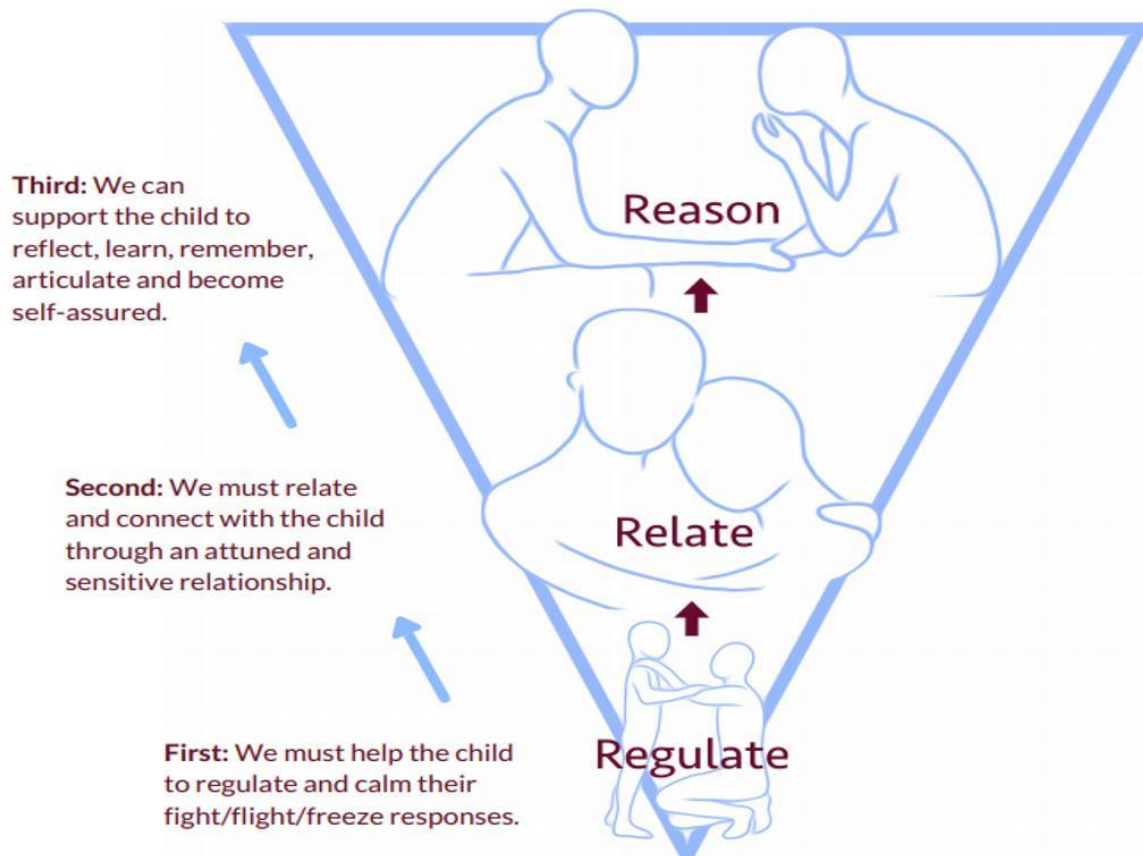 Third: We can
support the child to
reflect, learn, remember,
articulate and become
self-assured.
Reason
Second: We must relate
and connect with the child
through an attuned and
sensitive relationship.
Relate
First: We must help the child
to regulate and calm their
fight/flight/freeze responses.
Regulate